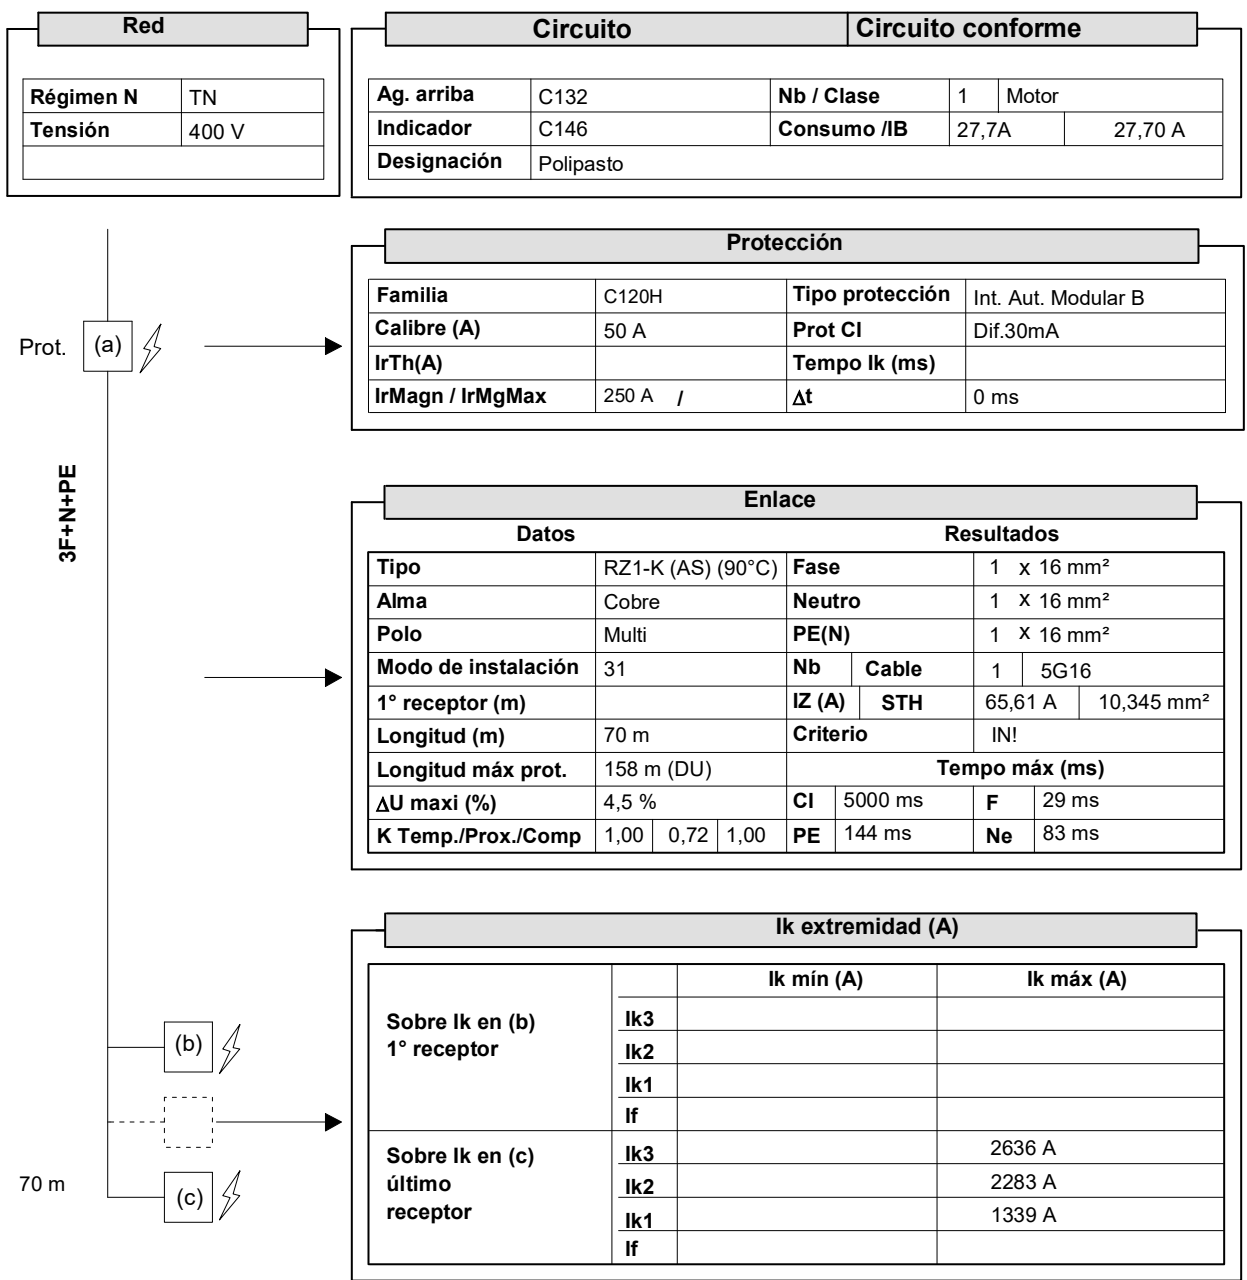 Red
Circuito Circuito conforme
Régimen N TN
Tensión 400 V
Ag. arriba C132 Nb / Clase 1 Motor
Indicador C146 Consumo /IB 27,7A 27,70 A
Designación Polipasto
Protección
Familia C120H Tipo protección Int. Aut. Modular B
Calibre (A) 50 A Prot CI Dif.30mA
IrTh(A) Tempo Ik (ms)
IrMagn / IrMgMax 250 A / Δt 0 ms
Prot. (a)
3F+N+PE
Enlace
Datos Resultados
Tipo RZ1-K (AS) (90°C) Fase 1 x 16 mm²
Alma Cobre Neutro 1 x 16 mm²
Polo Multi PE(N) 1 x 16 mm²
Modo de instalación 31 Nb Cable 1 5G16
1° receptor (m) IZ (A) STH 65,61 A 10,345 mm²
Longitud (m) 70 m Criterio IN!
Longitud máx prot. 158 m (DU) Tempo máx (ms)
ΔU maxi (%) 4,5 % CI 5000 ms F 29 ms
K Temp./Prox./Comp 1,00 0,72 1,00 PE 144 ms Ne 83 ms
Ik extremidad (A)
Ik mín (A) Ik máx (A)
Sobre Ik en (b)
1° receptor
Ik3
Ik2
Ik1
If
(b)
Sobre Ik en (c)
último
receptor
Ik3 2636 A
Ik2 2283 A
Ik1 1339 A
If
70 m (c)